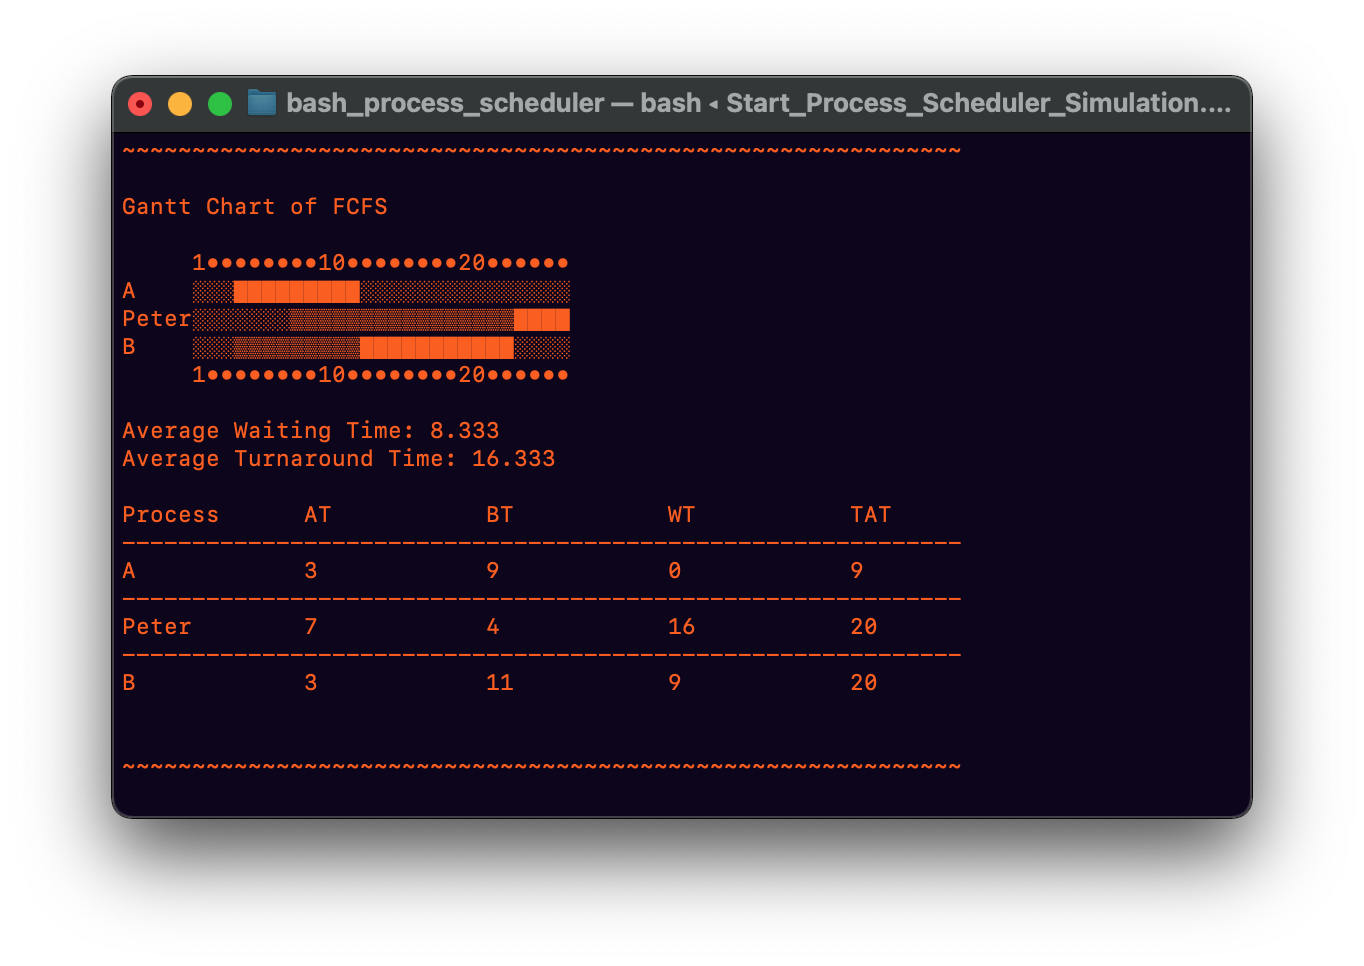 bash_process_scheduler — bash ◂ Start_Process_Scheduler_Simulation....
~~~~~~~~~~~~~~~~~~~~~~~~~~~~~~~~~~~~~~~~~~~~~~~~~~~~~~~~~~~~
Gantt Chart of FCFS
1●●●●●●●●10●●●●●●●●20●●●●●●
A ░░░█████████░░░░░░░░░░░░░░░
Peter░░░░░░░▒▒▒▒▒▒▒▒▒▒▒▒▒▒▒▒████
B ░░░▒▒▒▒▒▒▒▒▒███████████░░░░
1●●●●●●●●10●●●●●●●●20●●●●●●
Average Waiting Time: 8.333
Average Turnaround Time: 16.333
Process AT BT WT TAT
————————————————————————————————————————————————————————————
A 3 9 0 9
————————————————————————————————————————————————————————————
Peter 7 4 16 20
————————————————————————————————————————————————————————————
B 3 11 9 20
~~~~~~~~~~~~~~~~~~~~~~~~~~~~~~~~~~~~~~~~~~~~~~~~~~~~~~~~~~~~